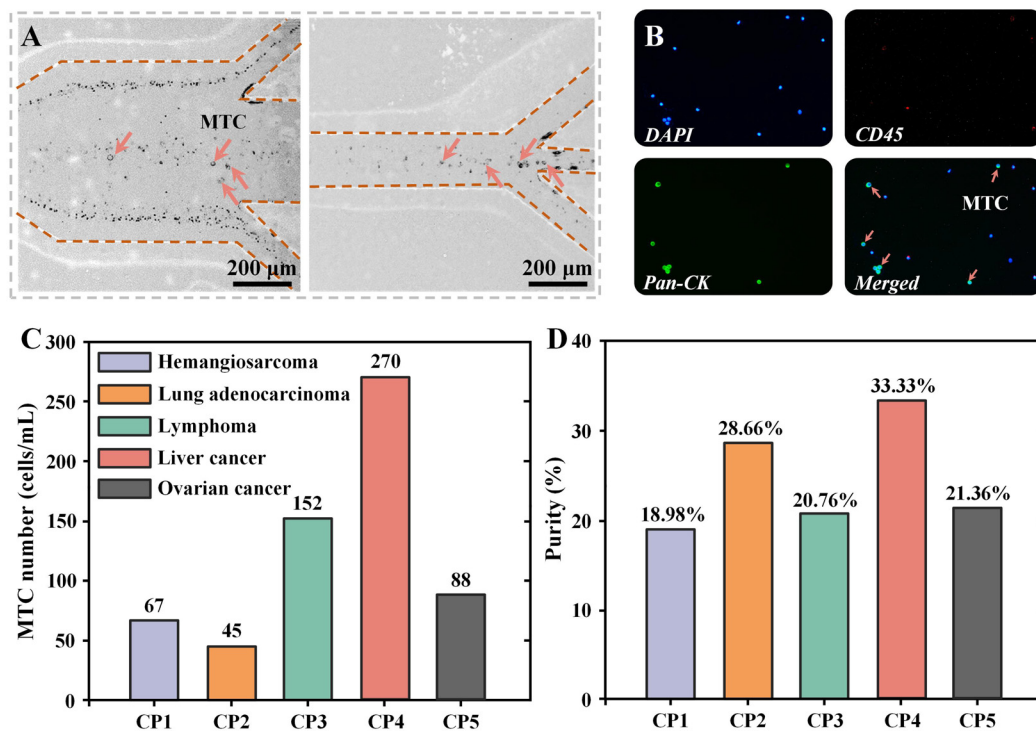 A
MTC
200 μm
200 μm
B
DAPI
CD45
Pan-CK
MTC
Merged
C
MTC number (cells/mL)
300
250
200
150
100
50
0
Hemangiosarcoma
Lung adenocarcinoma
Lymphoma
Liver cancer
Ovarian cancer
67
45
152
270
88
CP1 CP2 CP3 CP4 CP5
D
Purity (%)
40
30
20
10
0
18.98%
28.66%
20.76%
33.33%
21.36%
CP1 CP2 CP3 CP4 CP5